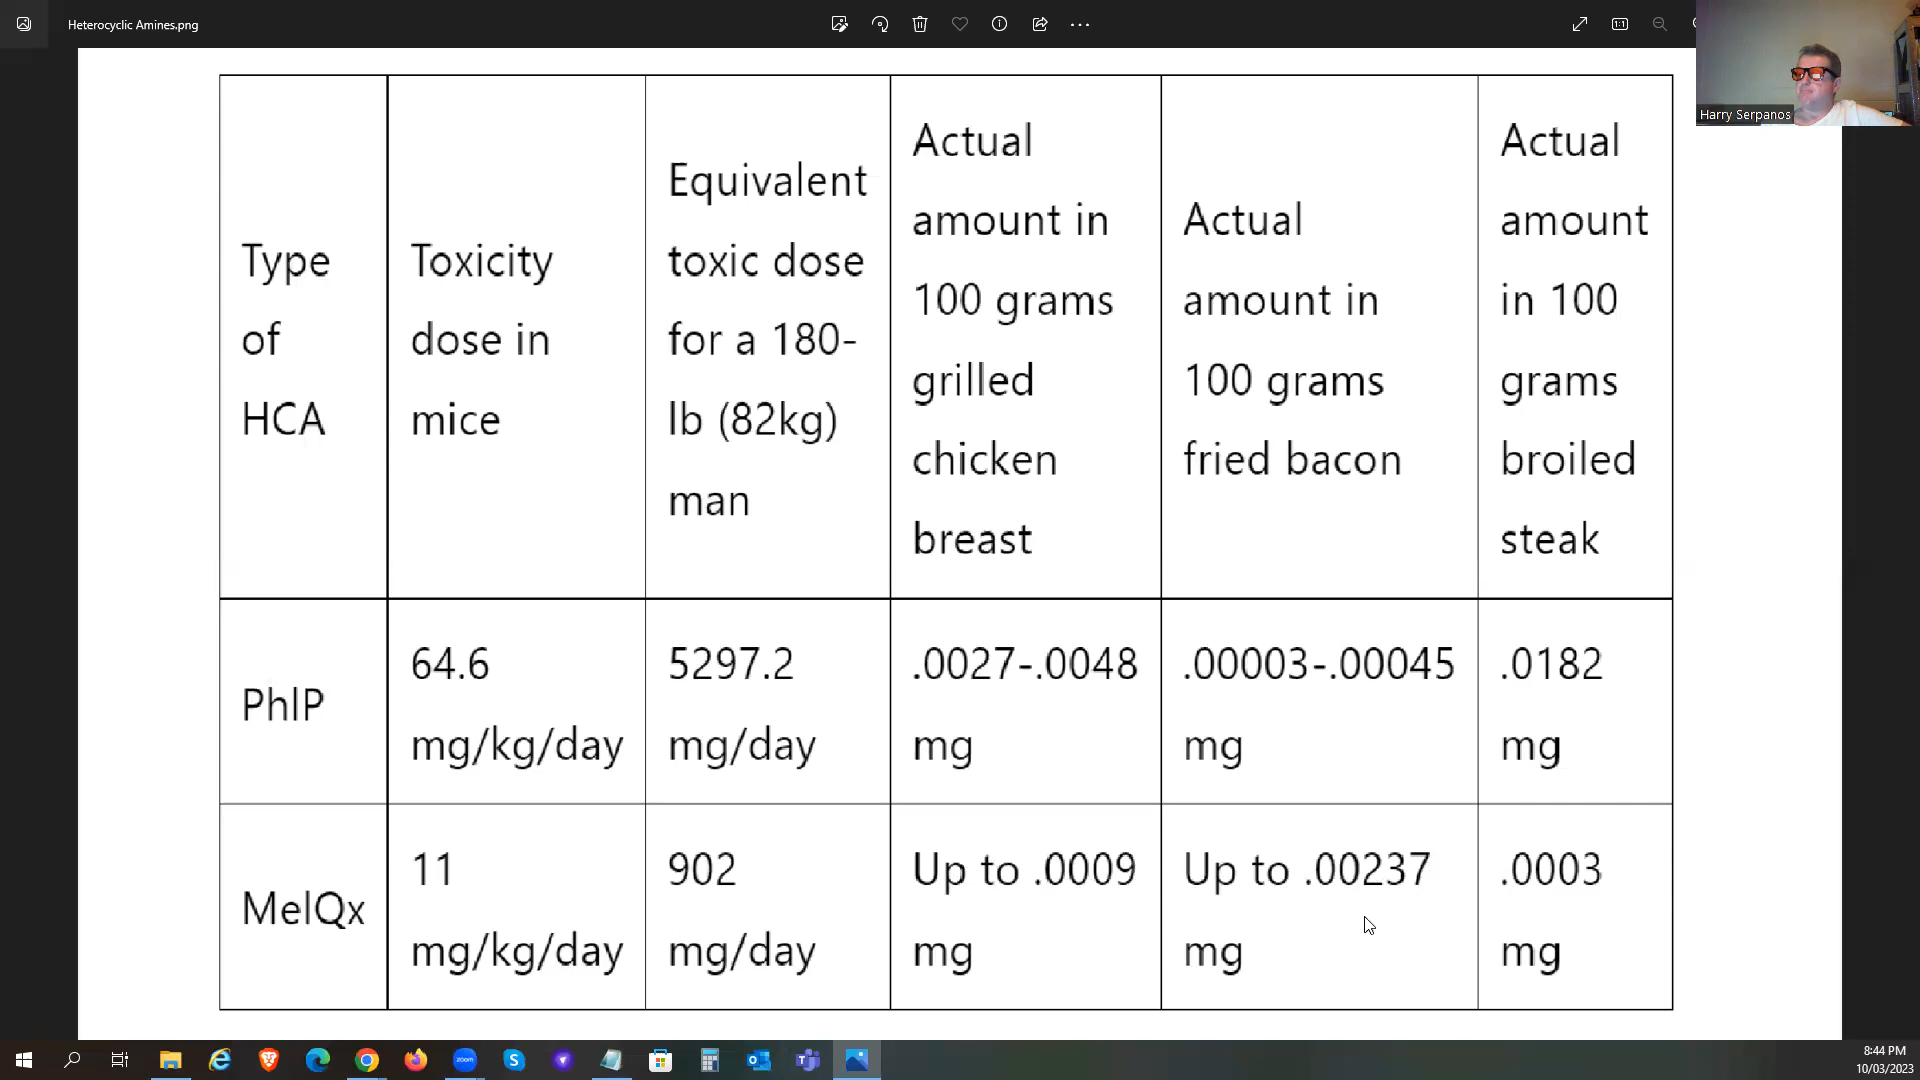 Heterocyclic Amines.png
Harry Serpanos
Type
of
HCA
Toxicity
dose in
mice
Equivalent
toxic dose
for a 180-
lb (82kg)
man
Actual
amount in
100 grams
grilled
chicken
breast
Actual
amount in
100 grams
fried bacon
Actual
amount
in 100
grams
broiled
steak
PhlP
64.6
mg/kg/day
5297.2
mg/day
.0027-.0048
mg
.00003-.00045
mg
.0182
mg
MelQx
11
mg/kg/day
902
mg/day
Up to .0009
mg
Up to .00237
mg
.0003
mg
zoom
8:44 PM
10/03/2023